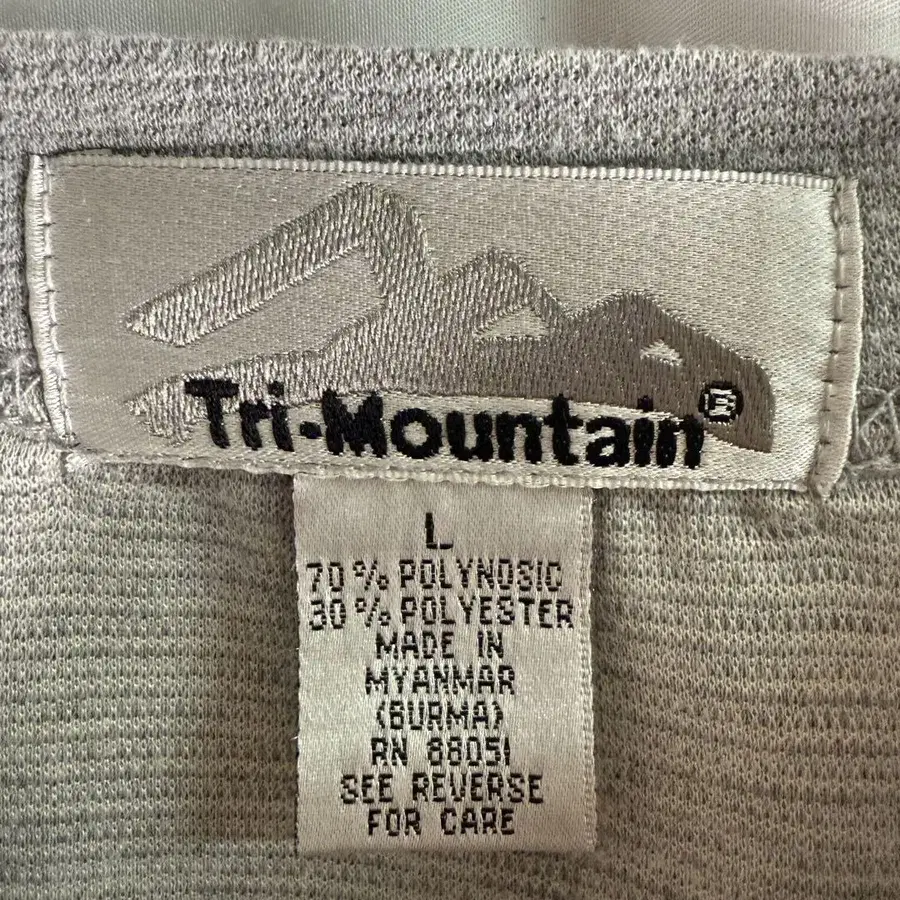 Tri-Mountain®
L
70% POLYNOSIC
30% POLYESTER
MADE IN
MYANMAR
(BURMA)
RN 88051
SEE REVERSE
FOR CARE